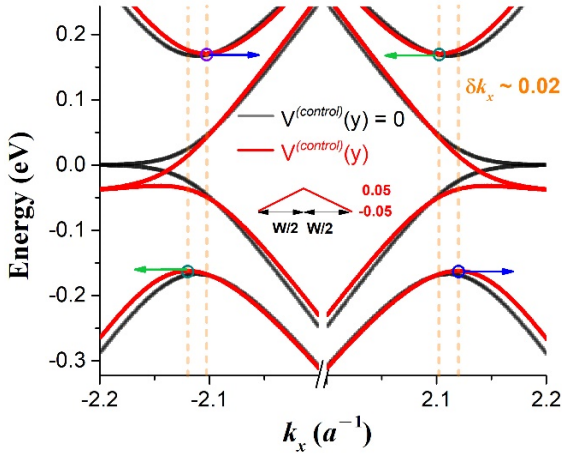 0.2
0.1
0.0
-0.1
-0.2
-0.3
Energy (eV)
δkₓ ~ 0.02
V^(control)(y) = 0
V^(control)(y)
0.05
-0.05
W/2 W/2
-2.2 -2.1 2.1 2.2
kₓ (a⁻¹)